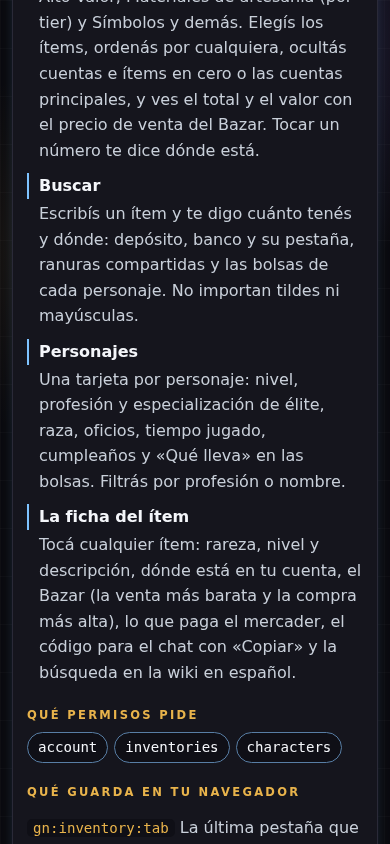 Alto valor, Materiales de artesanía (por
tier) y Símbolos y demás. Elegís los
ítems, ordenás por cualquiera, ocultás
cuentas e ítems en cero o las cuentas
principales, y ves el total y el valor con
el precio de venta del Bazar. Tocar un
número te dice dónde está.
Buscar
Escribís un ítem y te digo cuánto tenés
y dónde: depósito, banco y su pestaña,
ranuras compartidas y las bolsas de
cada personaje. No importan tildes ni
mayúsculas.
Personajes
Una tarjeta por personaje: nivel,
profesión y especialización de élite,
raza, oficios, tiempo jugado,
cumpleaños y «Qué lleva» en las
bolsas. Filtrás por profesión o nombre.
La ficha del ítem
Tocá cualquier ítem: rareza, nivel y
descripción, dónde está en tu cuenta, el
Bazar (la venta más barata y la compra
más alta), lo que paga el mercader, el
código para el chat con «Copiar» y la
búsqueda en la wiki en español.
QUÉ PERMISOS PIDE
account inventories characters
QUÉ GUARDA EN TU NAVEGADOR
gn:inventory:tab La última pestaña que